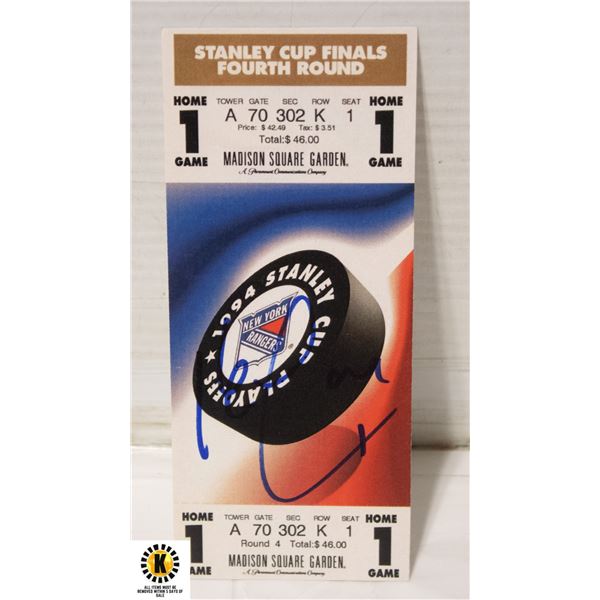 STANLEY CUP FINALS
FOURTH ROUND
HOME
1
GAME
TOWER GATE SEC ROW SEAT
A 70 302 K 1
Price: $ 42.49 Tax: $ 3.51
Total:$ 46.00
MADISON SQUARE GARDEN.
A Paramount Communications Company
HOME
1
GAME
★ 1994 STANLEY CUP PLAYOFFS
NEW YORK
RANGERS
®
HOME
1
GAME
TOWER GATE SEC ROW SEAT
A 70 302 K 1
Round 4 Total:$ 46.00
MADISON SQUARE GARDEN.
A Paramount Communications Company
HOME
1
GAME
K
ALL ITEMS MUST BE
REMOVED WITHIN 5 DAYS OF
SALE